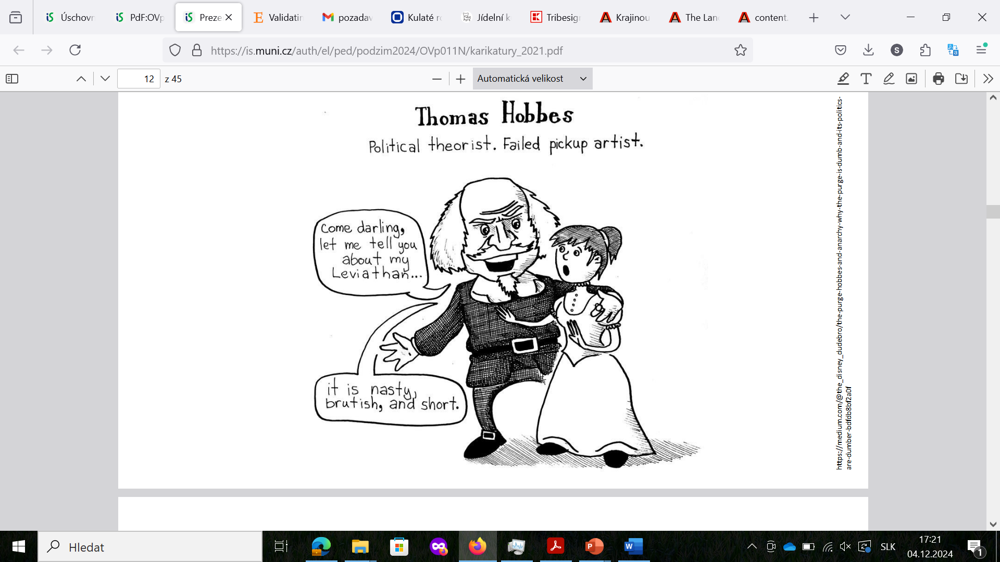 Úschovn
PdF:OVp
Preze
Validatin
pozadav
Kulaté r
Jídelní k
Tribesig
Krajinou
The Lan
content.
https://is.muni.cz/auth/el/ped/podzim2024/OVp011N/karikatury_2021.pdf
S
12 z 45
Automatická velikost
Thomas Hobbes
Political theorist. Failed pickup artist.
Come darling,
let me tell you
about my
Leviathan...
it is nasty,
brutish, and short.
https://medium.com/@the_disney_dudebro/the-purge-hobbes-and-anarchy-why-the-purge-is-dumb-and-its-politics-
are-dumber-bdfdb8bf2a0f
Hledat
SLK
17:21
04.12.2024
1